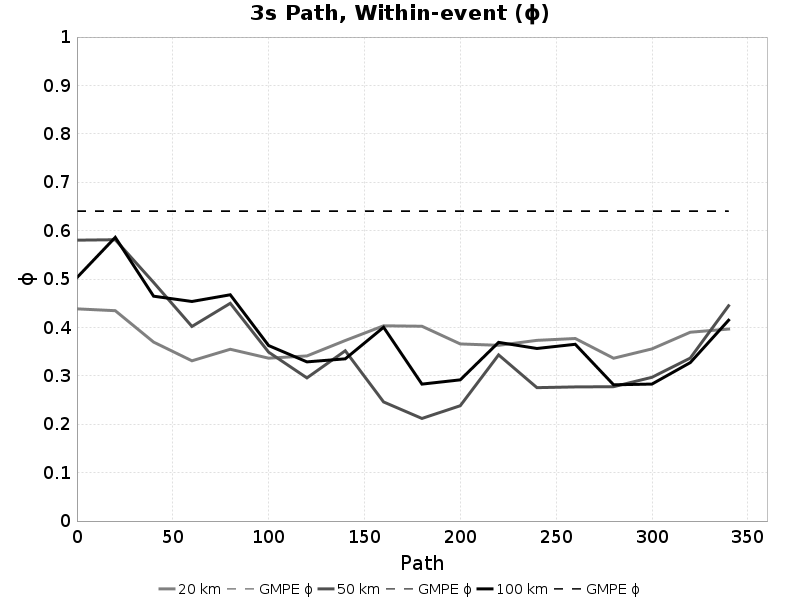 3s Path, Within-event (ϕ)
1
0.9
0.8
0.7
0.6
0.5
0.4
0.3
0.2
0.1
0
ϕ
0 50 100 150 200 250 300 350
Path
20 km GMPE ϕ 50 km GMPE ϕ 100 km GMPE ϕ